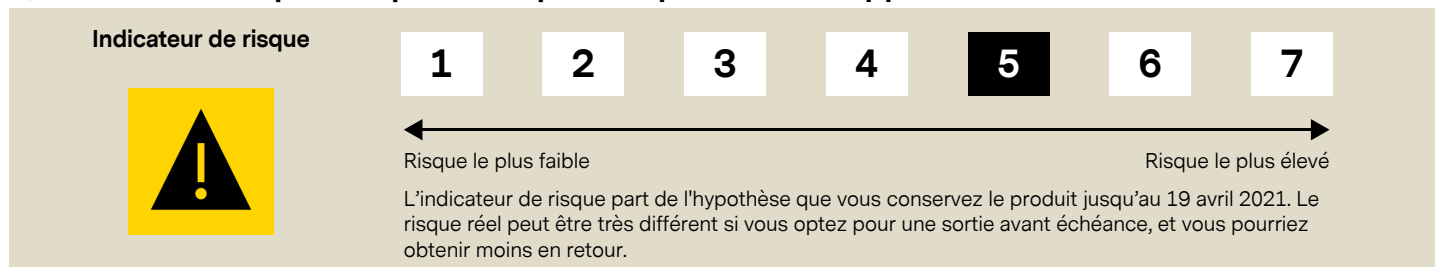 Indicateur de risque
1 2 3 4 5 6 7
Risque le plus faible
Risque le plus élevé
L’indicateur de risque part de l'hypothèse que vous conservez le produit jusqu’au 19 avril 2021. Le
risque réel peut être très différent si vous optez pour une sortie avant échéance, et vous pourriez
obtenir moins en retour.